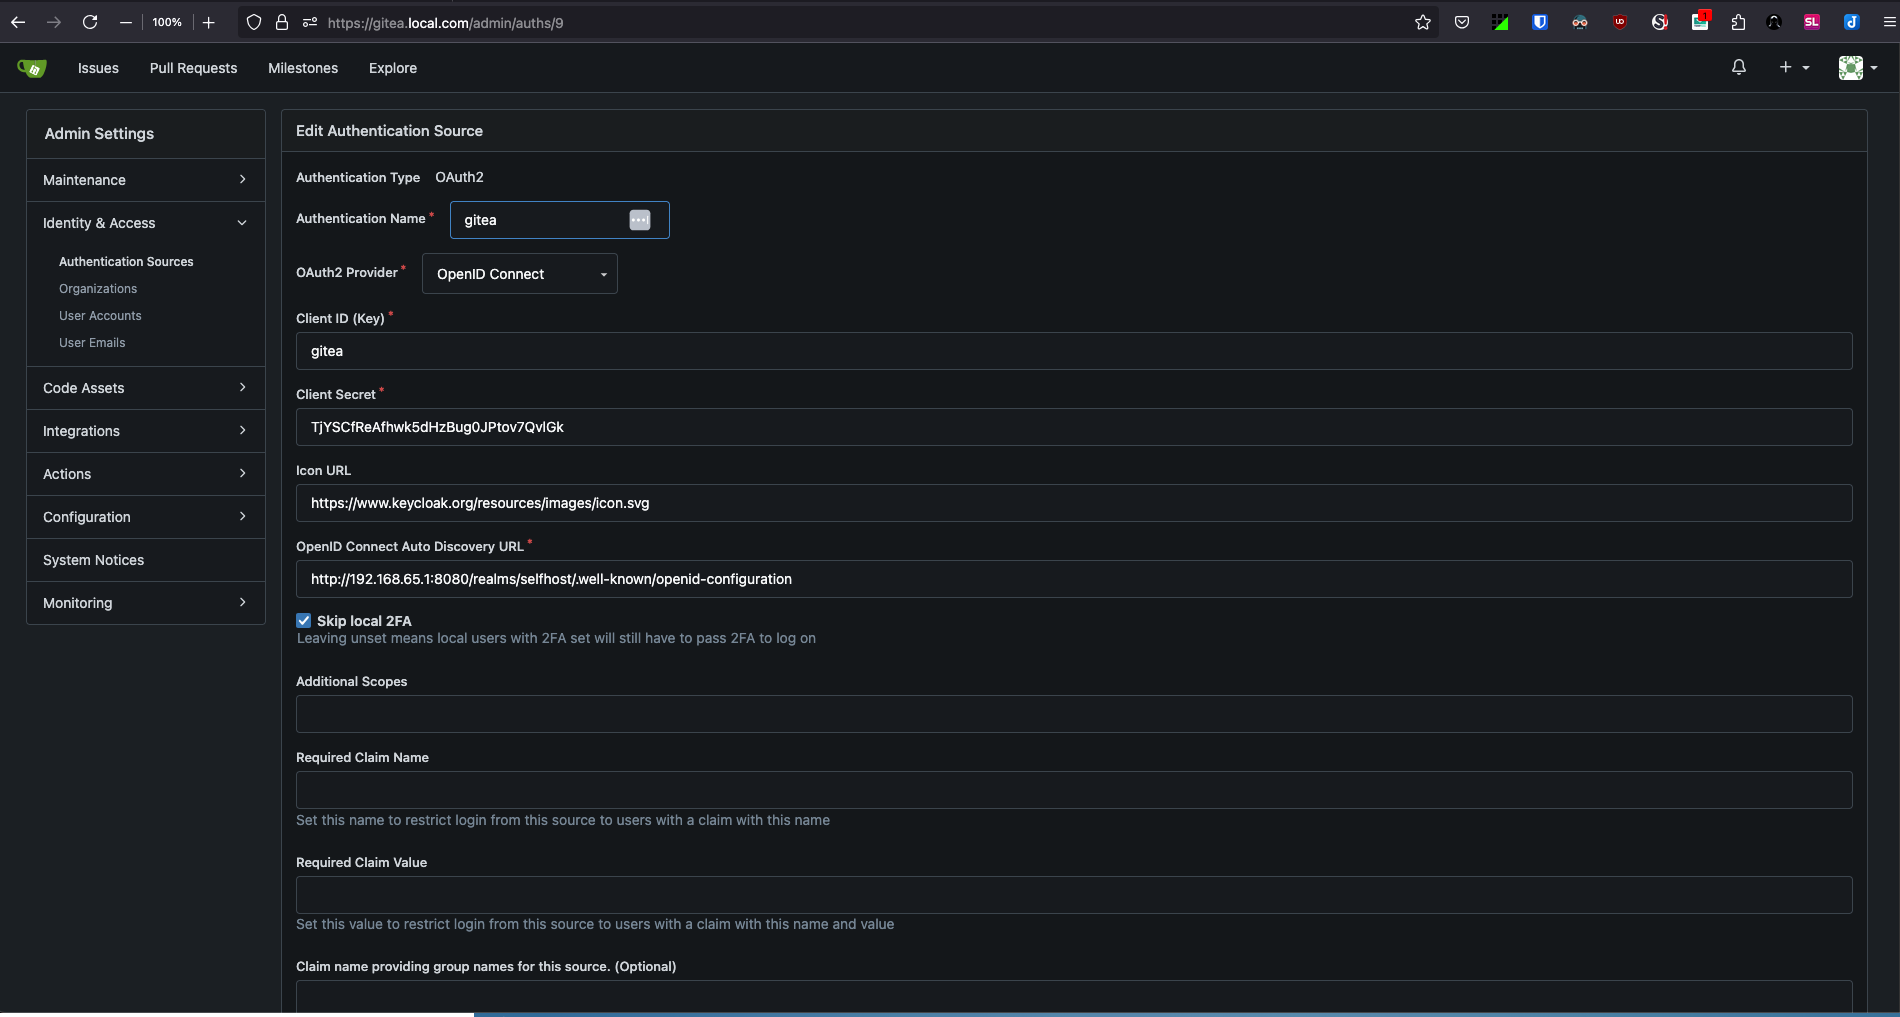 100%
https://gitea.local.com/admin/auths/9
Issues
Pull Requests
Milestones
Explore
Admin Settings
Maintenance
Identity & Access
Authentication Sources
Organizations
User Accounts
User Emails
Code Assets
Integrations
Actions
Configuration
System Notices
Monitoring
Edit Authentication Source
Authentication Type OAuth2
Authentication Name * gitea
OAuth2 Provider * OpenID Connect
Client ID (Key) *
gitea
Client Secret *
TjYSCfReAfhwk5dHzBug0JPtov7QvlGk
Icon URL
https://www.keycloak.org/resources/images/icon.svg
OpenID Connect Auto Discovery URL *
http://192.168.65.1:8080/realms/selfhost/.well-known/openid-configuration
Skip local 2FA
Leaving unset means local users with 2FA set will still have to pass 2FA to log on
Additional Scopes
Required Claim Name
Set this name to restrict login from this source to users with a claim with this name
Required Claim Value
Set this value to restrict login from this source to users with a claim with this name and value
Claim name providing group names for this source. (Optional)